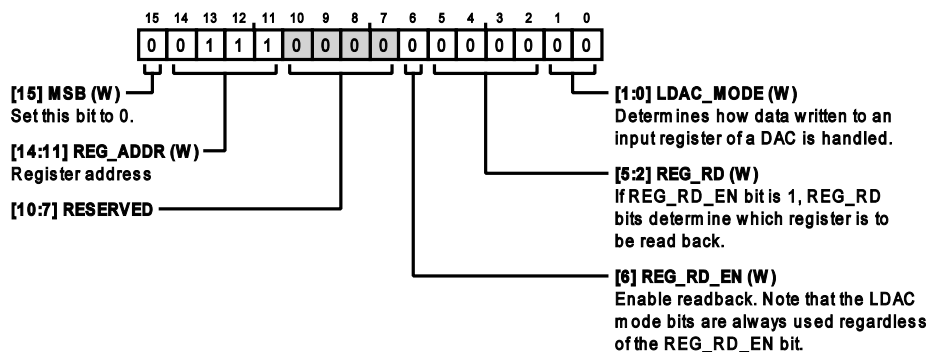 15 14 13 12 11 10 9 8 7 6 5 4 3 2 1 0
0 0 1 1 1 0 0 0 0 0 0 0 0 0 0 0
[15] MSB (W)
Set this bit to 0.
[14:11] REG_ADDR (W)
Register address
[10:7] RESERVED
[1:0] LDAC_MODE (W)
Determines how data written to an
input register of a DAC is handled.
[5:2] REG_RD (W)
If REG_RD_EN bit is 1, REG_RD
bits determine which register is to
be read back.
[6] REG_RD_EN (W)
Enable readback. Note that the LDAC
mode bits are always used regardless
of the REG_RD_EN bit.